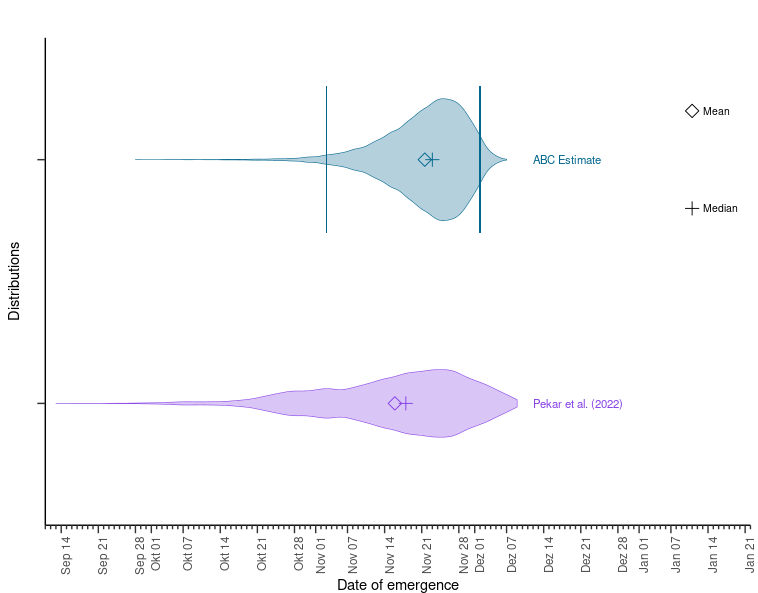 Mean
ABC Estimate
Median
Distributions
Pekar et al. (2022)
Sep 14
Sep 21
Sep 28
Okt 01
Okt 07
Okt 14
Okt 21
Okt 28
Nov 01
Nov 07
Nov 14
Nov 21
Nov 28
Dez 01
Dez 07
Dez 14
Dez 21
Dez 28
Jan 01
Jan 07
Jan 14
Jan 21
Date of emergence